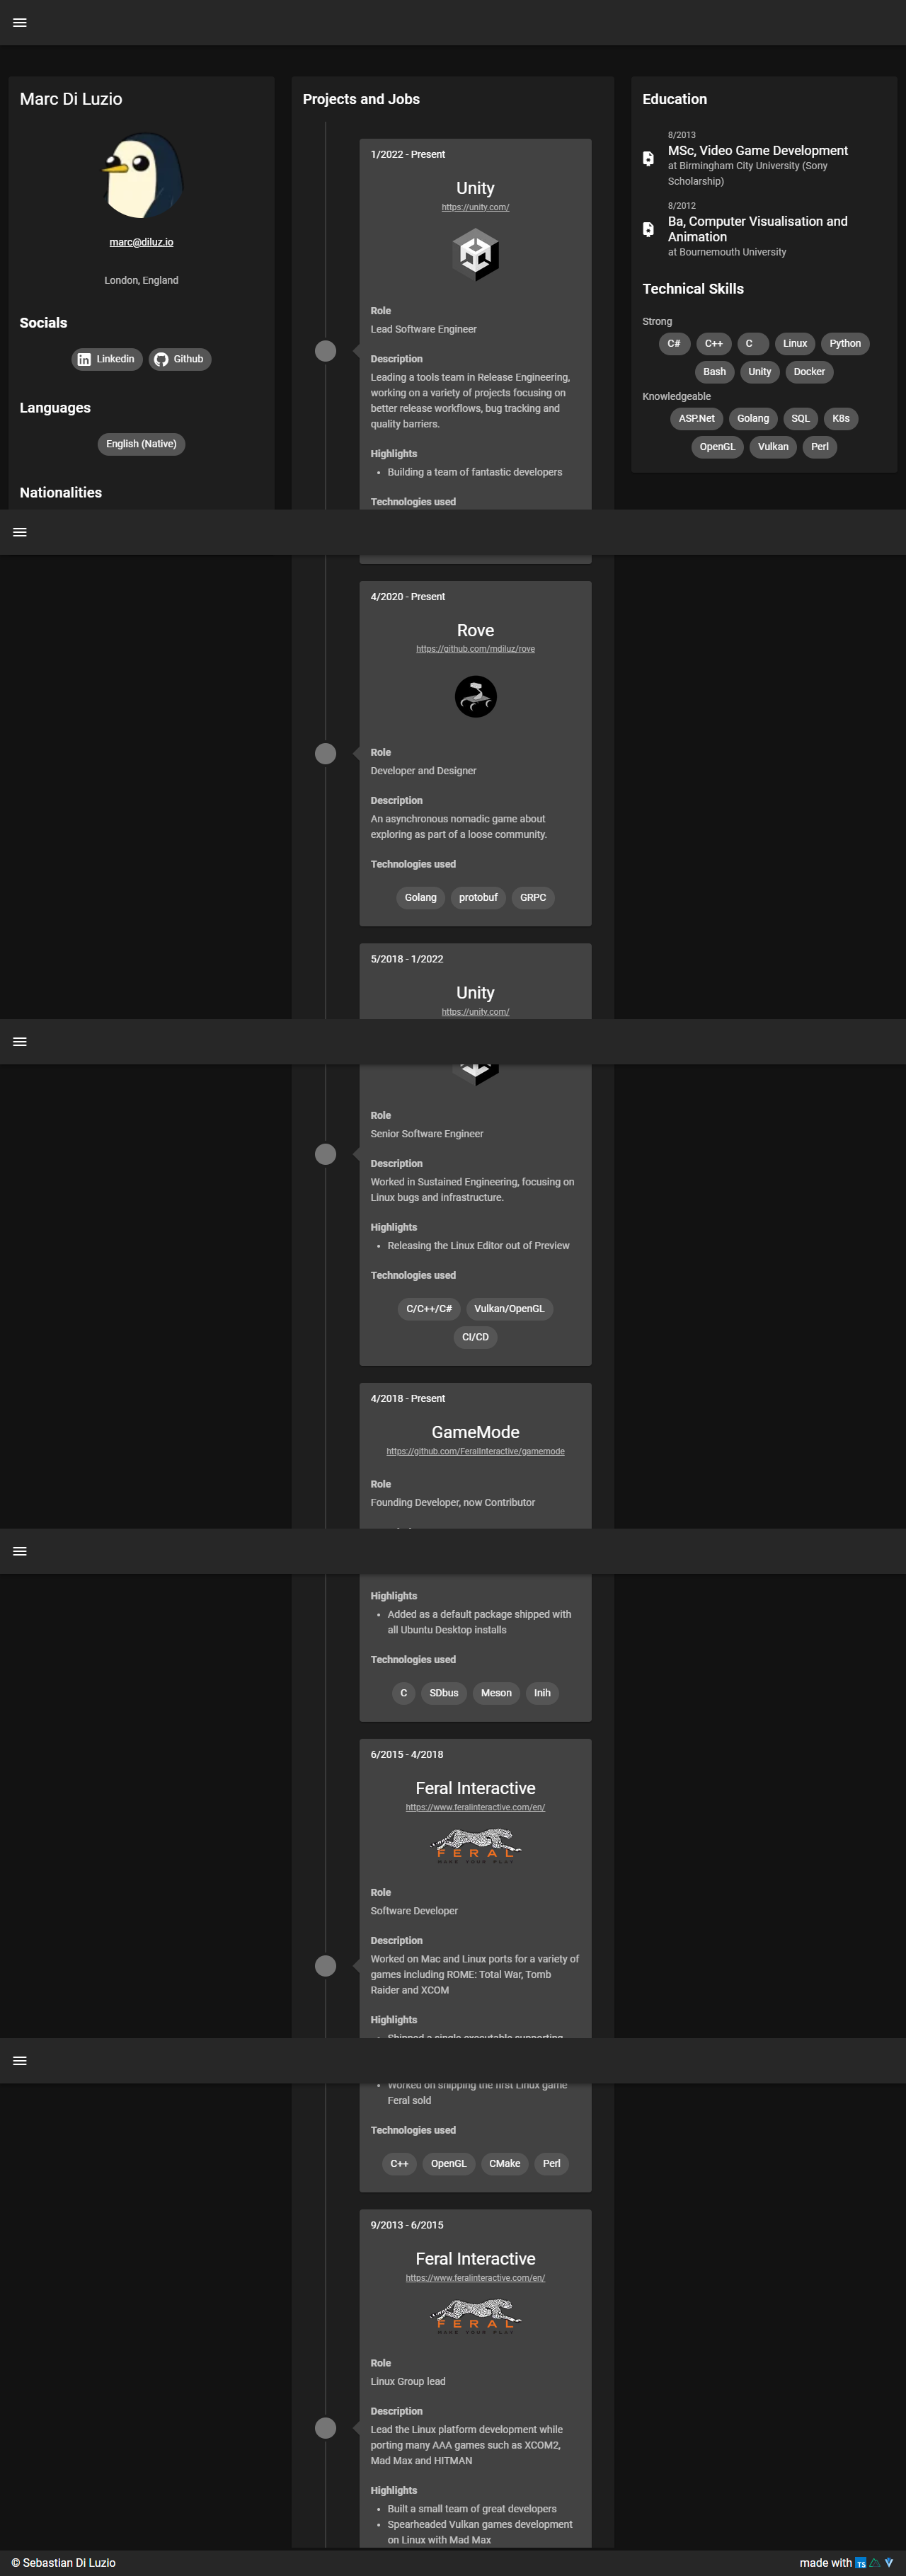 Marc Di Luzio
marc@diluz.io
London, England
Socials
Linkedin
Github
Languages
English (Native)
Nationalities
Projects and Jobs
1/2022 - Present
Unity
https://unity.com/
Role
Lead Software Engineer
Description
Leading a tools team in Release Engineering,
working on a variety of projects focusing on
better release workflows, bug tracking and
quality barriers.
Highlights
• Building a team of fantastic developers
Technologies used
Education
8/2013
MSc, Video Game Development
at Birmingham City University (Sony
Scholarship)
8/2012
Ba, Computer Visualisation and
Animation
at Bournemouth University
Technical Skills
Strong
C# C++ C Linux Python
Bash Unity Docker
Knowledgeable
ASP.Net Golang SQL K8s
OpenGL Vulkan Perl
4/2020 - Present
Rove
https://github.com/mdiluz/rove
Role
Developer and Designer
Description
An asynchronous nomadic game about
exploring as part of a loose community.
Technologies used
Golang protobuf GRPC
5/2018 - 1/2022
Unity
https://unity.com/
Role
Senior Software Engineer
Description
Worked in Sustained Engineering, focusing on
Linux bugs and infrastructure.
Highlights
• Releasing the Linux Editor out of Preview
Technologies used
C/C++/C# Vulkan/OpenGL
CI/CD
4/2018 - Present
GameMode
https://github.com/FeralInteractive/gamemode
Role
Founding Developer, now Contributor
Highlights
• Added as a default package shipped with
all Ubuntu Desktop installs
Technologies used
C SDbus Meson Inih
6/2015 - 4/2018
Feral Interactive
https://www.feralinteractive.com/en/
FERAL
MAKE YOUR PLAY
Role
Software Developer
Description
Worked on Mac and Linux ports for a variety of
games including ROME: Total War, Tomb
Raider and XCOM
Highlights
• Shipped a single executable supporting
• Worked on shipping the first Linux game
Feral sold
Technologies used
C++ OpenGL CMake Perl
9/2013 - 6/2015
Feral Interactive
https://www.feralinteractive.com/en/
FERAL
MAKE YOUR PLAY
Role
Linux Group lead
Description
Lead the Linux platform development while
porting many AAA games such as XCOM2,
Mad Max and HITMAN
Highlights
• Built a small team of great developers
• Spearheaded Vulkan games development
on Linux with Mad Max
© Sebastian Di Luzio
made with TS